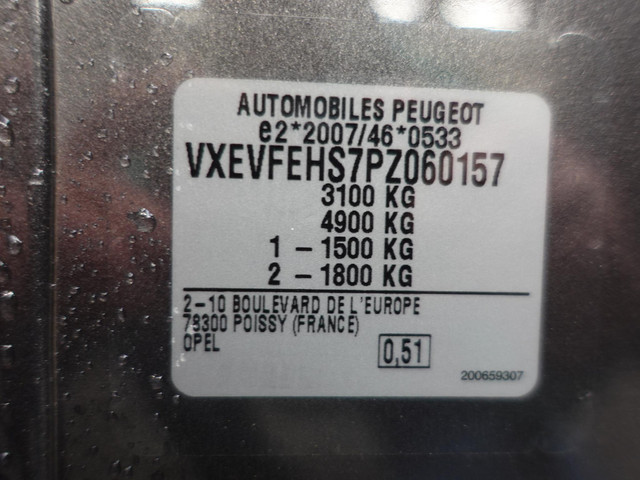 AUTOMOBILES PEUGEOT
e2*2007/46*0533
VXEVFEHS7PZ060157
3100 KG
4900 KG
1 - 1500 KG
2 - 1800 KG
2-10 BOULEVARD DE L'EUROPE
78300 POISSY (FRANCE)
OPEL
0,51
200659307